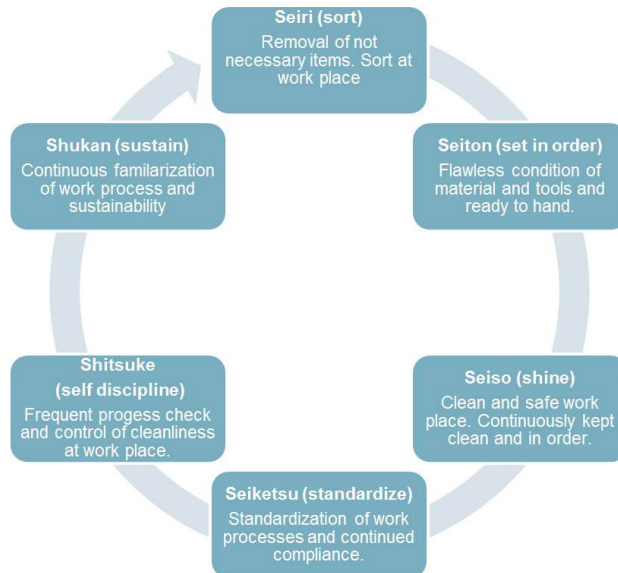 Seiri (sort)
Removal of not
necessary items. Sort at
work place
Seiton (set in order)
Flawless condition of
material and tools and
ready to hand.
Seiso (shine)
Clean and safe work
place. Continuously kept
clean and in order.
Seiketsu (standardize)
Standardization of work
processes and continued
compliance.
Shitsuke
(self discipline)
Frequent progess check
and control of cleanliness
at work place.
Shukan (sustain)
Continuous familarization
of work process and
sustainability